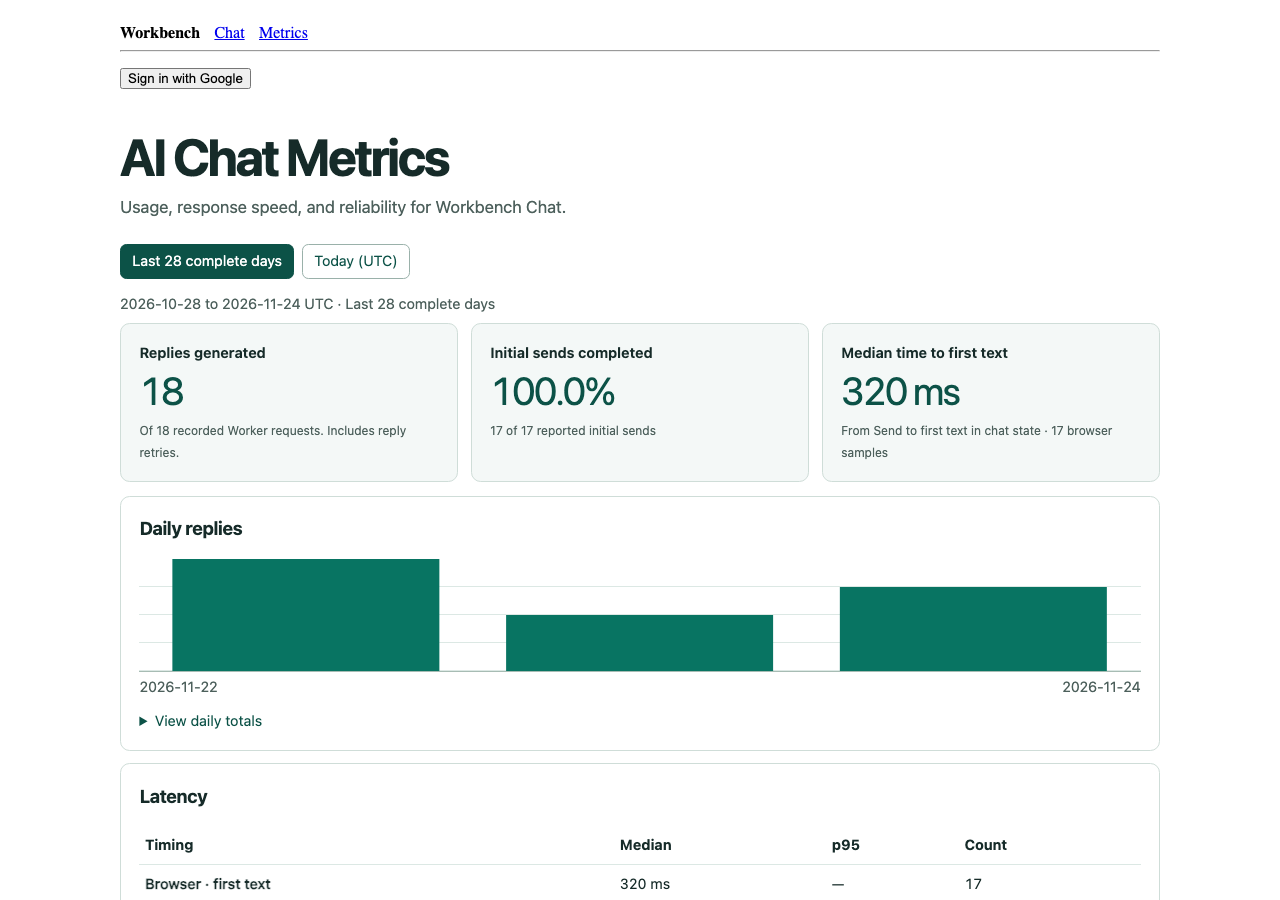 Workbench Chat Metrics
Sign in with Google
AI Chat Metrics
Usage, response speed, and reliability for Workbench Chat.
Last 28 complete days Today (UTC)
2026-10-28 to 2026-11-24 UTC · Last 28 complete days
Replies generated
18
Of 18 recorded Worker requests. Includes reply
retries.
Initial sends completed
100.0%
17 of 17 reported initial sends
Median time to first text
320 ms
From Send to first text in chat state · 17 browser
samples
Daily replies
2026-11-22 2026-11-24
▶ View daily totals
Latency
Timing Median p95 Count
Browser · first text 320 ms — 17